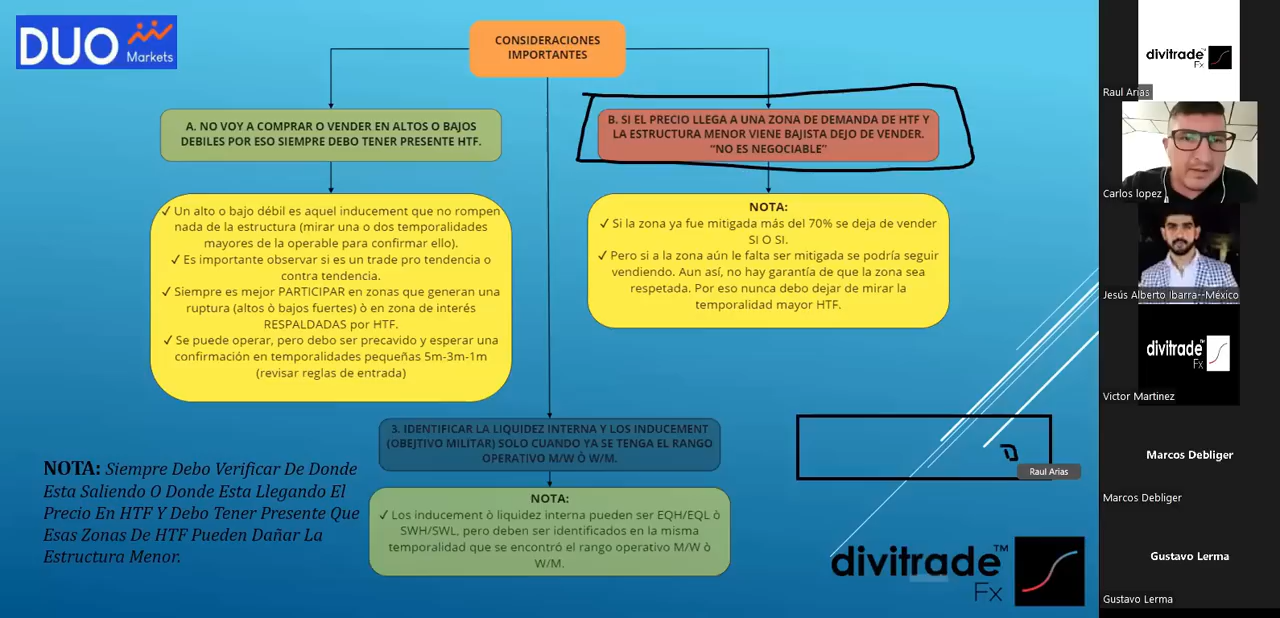 DUO
Markets
CONSIDERACIONES
IMPORTANTES
A. NO VOY A COMPRAR O VENDER EN ALTOS O BAJOS
DEBILES POR ESO SIEMPRE DEBO TENER PRESENTE HTF.
B. SI EL PRECIO LLEGA A UNA ZONA DE DEMANDA DE HTF Y
LA ESTRUCTURA MENOR VIENE BAJISTA DEJO DE VENDER.
"NO ES NEGOCIABLE"
✓ Un alto o bajo débil es aquel inducement que no rompen
nada de la estructura (mirar una o dos temporalidades
mayores de la operable para confirmar ello).
✓ Es importante observar si es un trade pro tendencia o
contra tendencia.
✓ Siempre es mejor PARTICIPAR en zonas que generan una
ruptura (altos ò bajos fuertes) ò en zona de interés
RESPALDADAS por HTF.
✓ Se puede operar, pero debo ser precavido y esperar una
confirmación en temporalidades pequeñas 5m-3m-1m
(revisar reglas de entrada)
NOTA:
✓ Si la zona ya fue mitigada más del 70% se deja de vender
SI O SI.
✓ Pero si a la zona aún le falta ser mitigada se podría seguir
vendiendo. Aun así, no hay garantía de que la zona sea
respetada. Por eso nunca debo dejar de mirar la
temporalidad mayor HTF.
3. IDENTIFICAR LA LIQUIDEZ INTERNA Y LOS INDUCEMENT
(OBEJTIVO MILITAR) SOLO CUANDO YA SE TENGA EL RANGO
OPERATIVO M/W Ò W/M.
NOTA:
✓ Los inducement ò liquidez interna pueden ser EQH/EQL ò
SWH/SWL, pero deben ser identificados en la misma
temporalidad que se encontró el rango operativo M/W ò
W/M.
NOTA: Siempre Debo Verificar De Donde
Esta Saliendo O Donde Esta Llegando El
Precio En HTF Y Debo Tener Presente Que
Esas Zonas De HTF Pueden Dañar La
Estructura Menor.
D
Raul Arias
divitrade™
Fx
divitrade
Fx
Raul Arias
Carlos lopez
Jesús Alberto Ibarra--México
divitrade
Fx
Victor Martinez
Marcos Debliger
Marcos Debliger
Gustavo Lerma
Gustavo Lerma